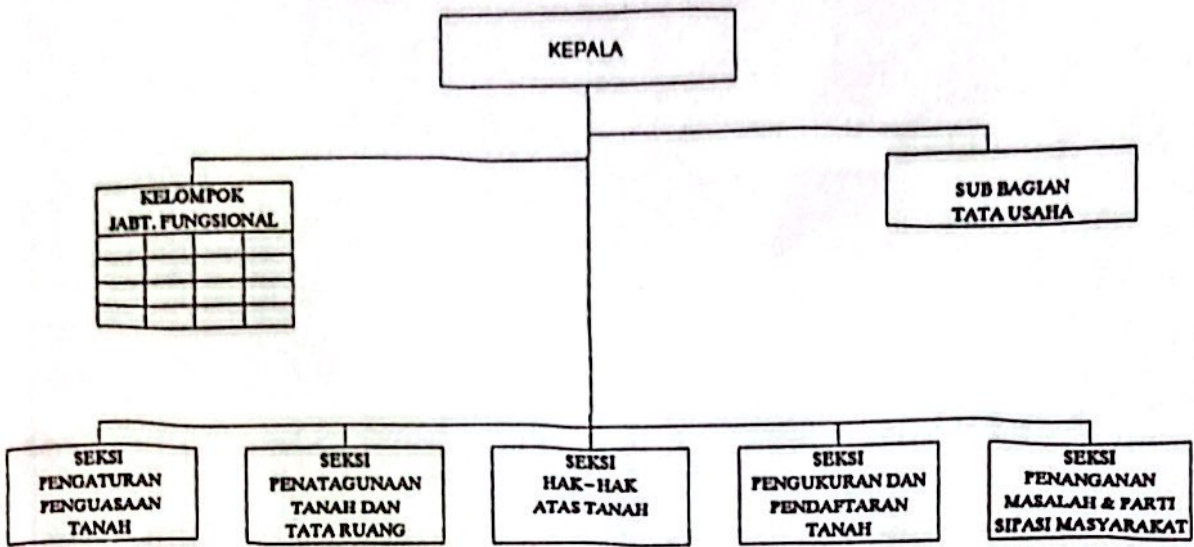 KEPALA
KELOMPOK
JABT. FUNGSIONAL
SUB BAGIAN
TATA USAHA
SEKSI
PENGATURAN
PENGUASAAN
TANAH
SEKSI
PENATAGUNAAN
TANAH DAN
TATA RUANG
SEKSI
HAK-HAK
ATAS TANAH
SEKSI
PENGUKURAN DAN
PENDAFTARAN
TANAH
SEKSI
PENANGANAN
MASALAH & PARTI
SIPASI MASYARAKAT